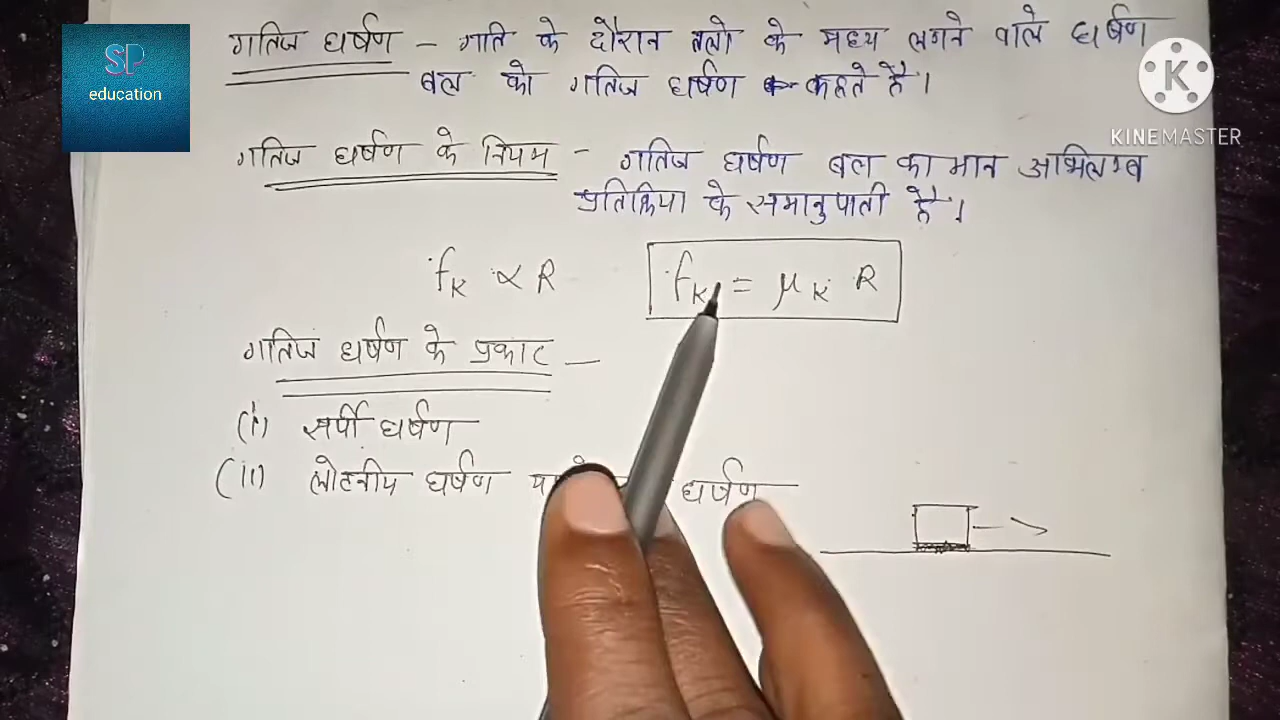 SP
education
KINEMASTER
गतिज घर्षण – गति के दौरान तलो के मध्य लगने वाले घर्षण
बल को गतिज घर्षण कहते है।
गतिज घर्षण के नियम – गतिज घर्षण बल का मान अभिलम्ब
प्रतिक्रिया के समानुपाती है।
fk ∝ R
fk = μk R
गतिज घर्षण के प्रकार –
(i) सर्पी घर्षण
(ii) लोटनीय घर्षण घर्षण